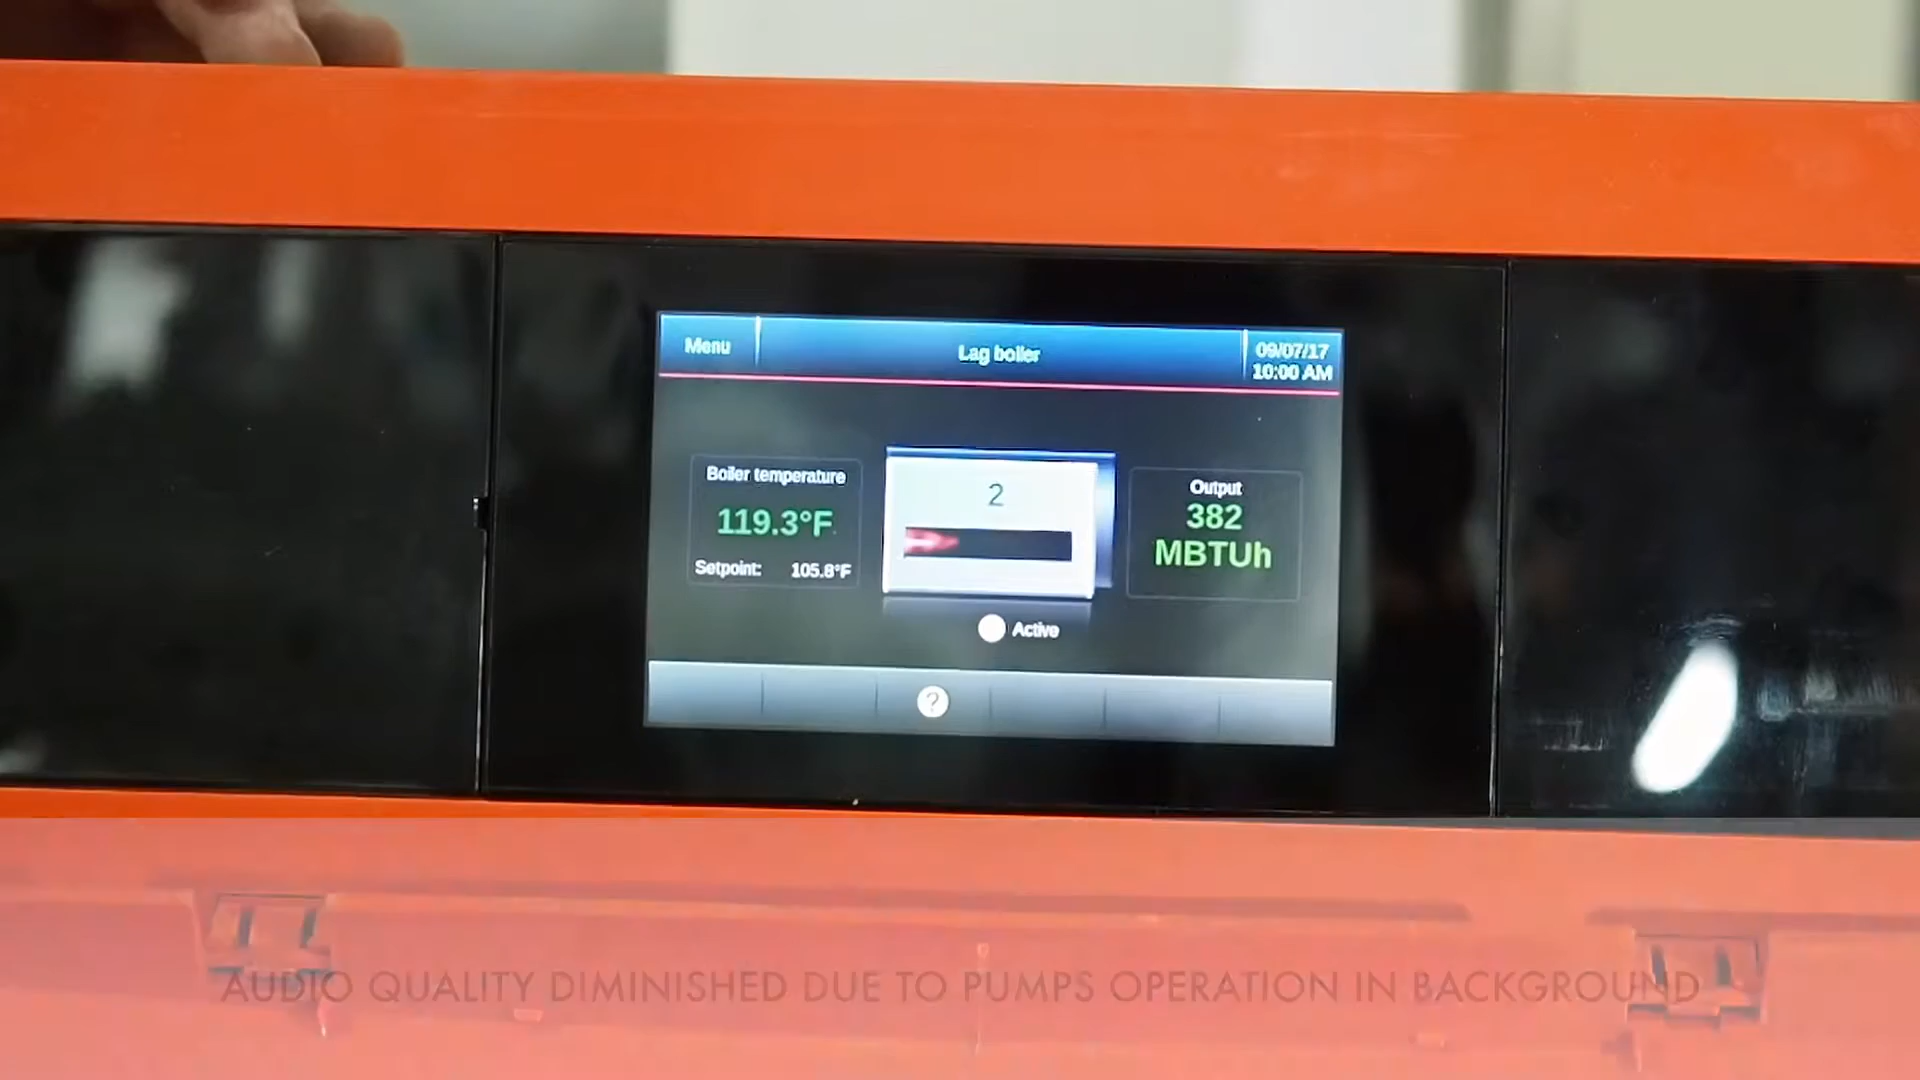 Menu
Lag boiler
09/07/17
10:00 AM
Boiler temperature
119.3°F
Setpoint: 105.8°F
2
Output
382
MBTUh
Active
?
AUDIO QUALITY DIMINISHED DUE TO PUMPS OPERATION IN BACKGROUND